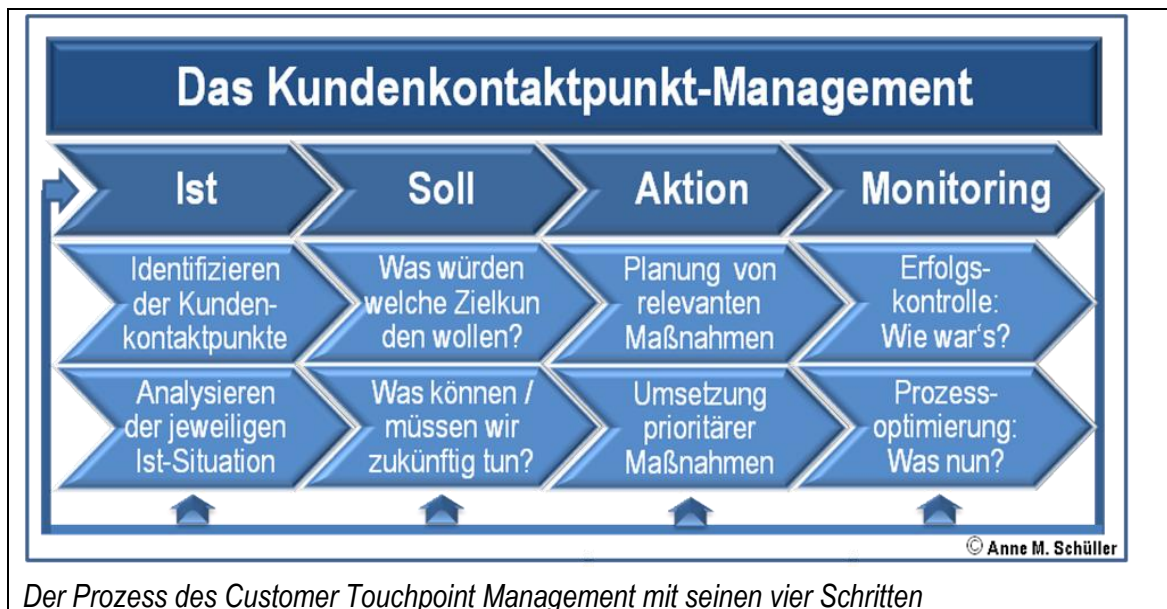 Das Kundenkontaktpunkt-Management
Ist
Soll
Aktion
Monitoring
Identifizieren
der Kunden-
kontaktpunkte
Was würden
welche Zielkun
den wollen?
Planung von
relevanten
Maßnahmen
Erfolgs-
kontrolle:
Wie war's?
Analysieren
der jeweiligen
Ist-Situation
Was können /
müssen wir
zukünftig tun?
Umsetzung
prioritärer
Maßnahmen
Prozess-
optimierung:
Was nun?
© Anne M. Schüller
Der Prozess des Customer Touchpoint Management mit seinen vier Schritten